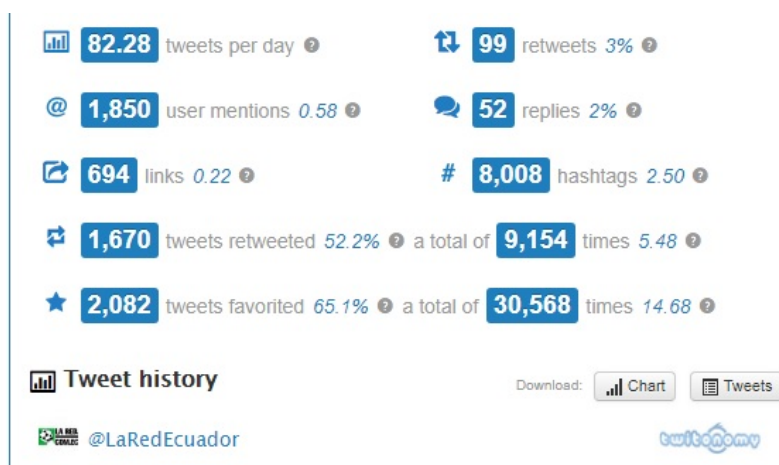 82.28 tweets per day ? 99 retweets 3% ?
@ 1,850 user mentions 0.58 ? 52 replies 2% ?
694 links 0.22 ? # 8,008 hashtags 2.50 ?
1,670 tweets retweeted 52.2% ? a total of 9,154 times 5.48 ?
2,082 tweets favorited 65.1% ? a total of 30,568 times 14.68 ?
Tweet history Download: Chart Tweets
LA RED @LaRedEcuador twitonomy